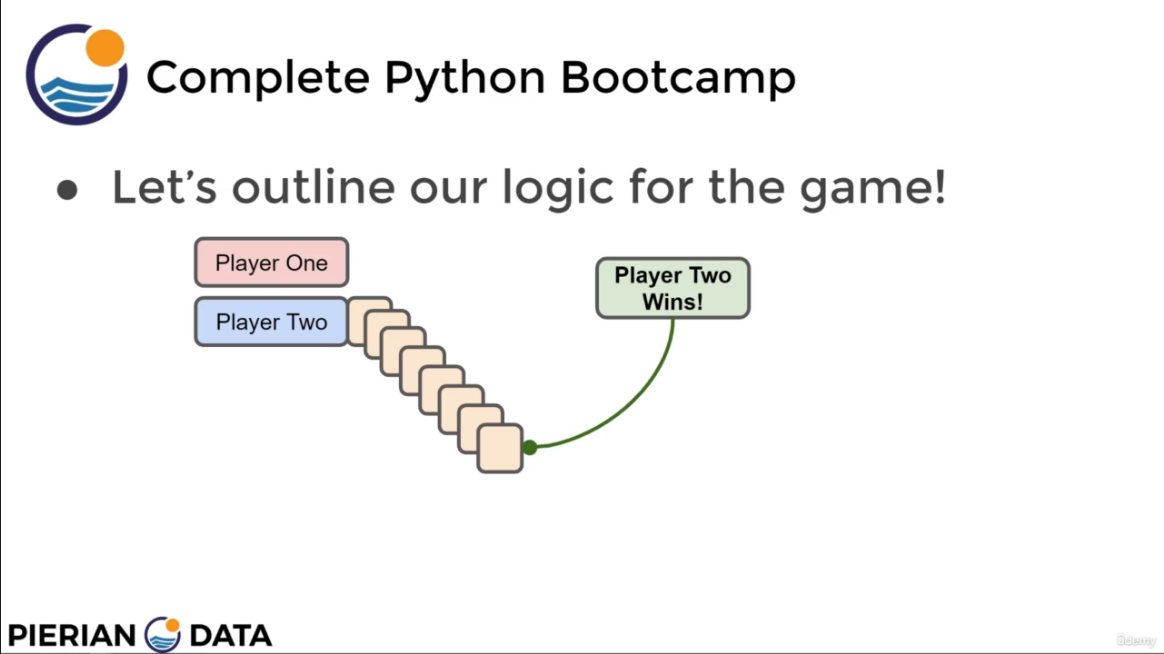 Complete Python Bootcamp
● Let's outline our logic for the game!
Player One
Player Two
Player Two
Wins!
PIERIAN DATA
ûdemy